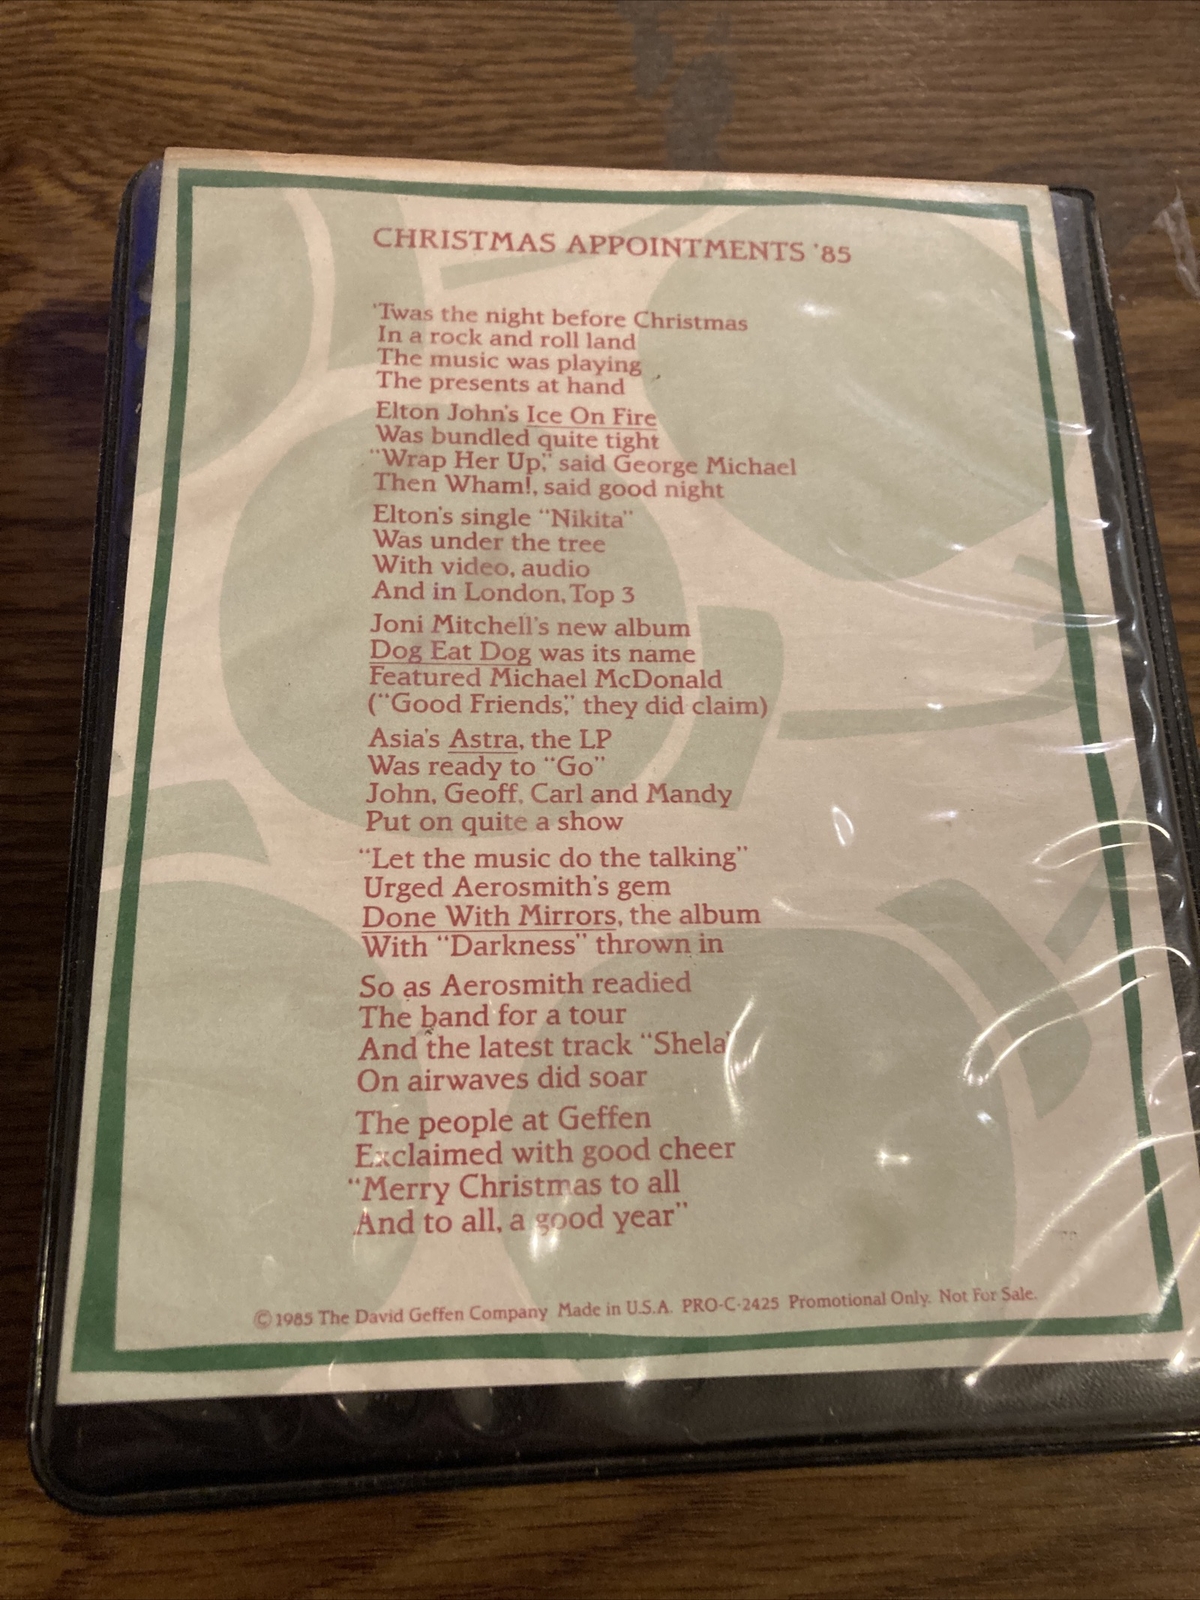 CHRISTMAS APPOINTMENTS '85
'Twas the night before Christmas
In a rock and roll land
The music was playing
The presents at hand
Elton John's Ice On Fire
Was bundled quite tight
"Wrap Her Up," said George Michael
Then Wham!, said good night
Elton's single "Nikita"
Was under the tree
With video, audio
And in London, Top 3
Joni Mitchell's new album
Dog Eat Dog was its name
Featured Michael McDonald
("Good Friends," they did claim)
Asia's Astra, the LP
Was ready to "Go"
John, Geoff, Carl and Mandy
Put on quite a show
"Let the music do the talking"
Urged Aerosmith's gem
Done With Mirrors, the album
With "Darkness" thrown in
So as Aerosmith readied
The band for a tour
And the latest track "Shela"
On airwaves did soar
The people at Geffen
Exclaimed with good cheer
"Merry Christmas to all
And to all, a good year"
© 1985 The David Geffen Company Made in U.S.A. PRO-C-2425 Promotional Only. Not For Sale.